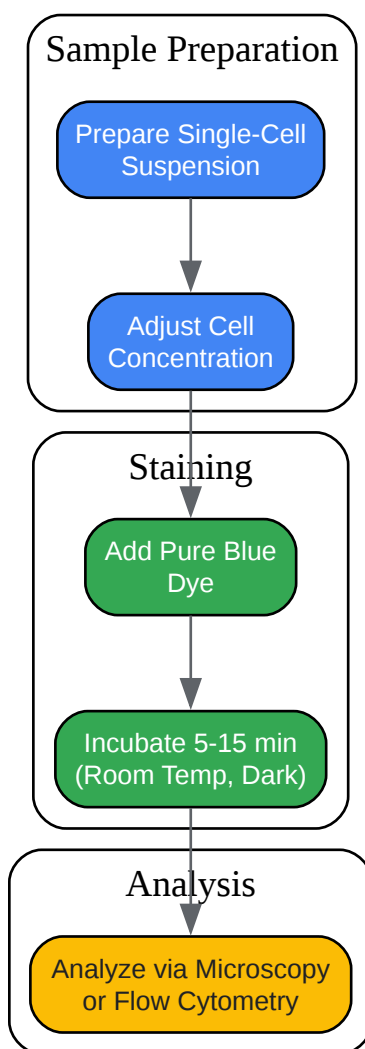 Sample Preparation
Prepare Single-Cell
Suspension
Adjust Cell
Concentration
Staining
Add Pure Blue
Dye
Incubate 5-15 min
(Room Temp, Dark)
Analysis
Analyze via Microscopy
or Flow Cytometry